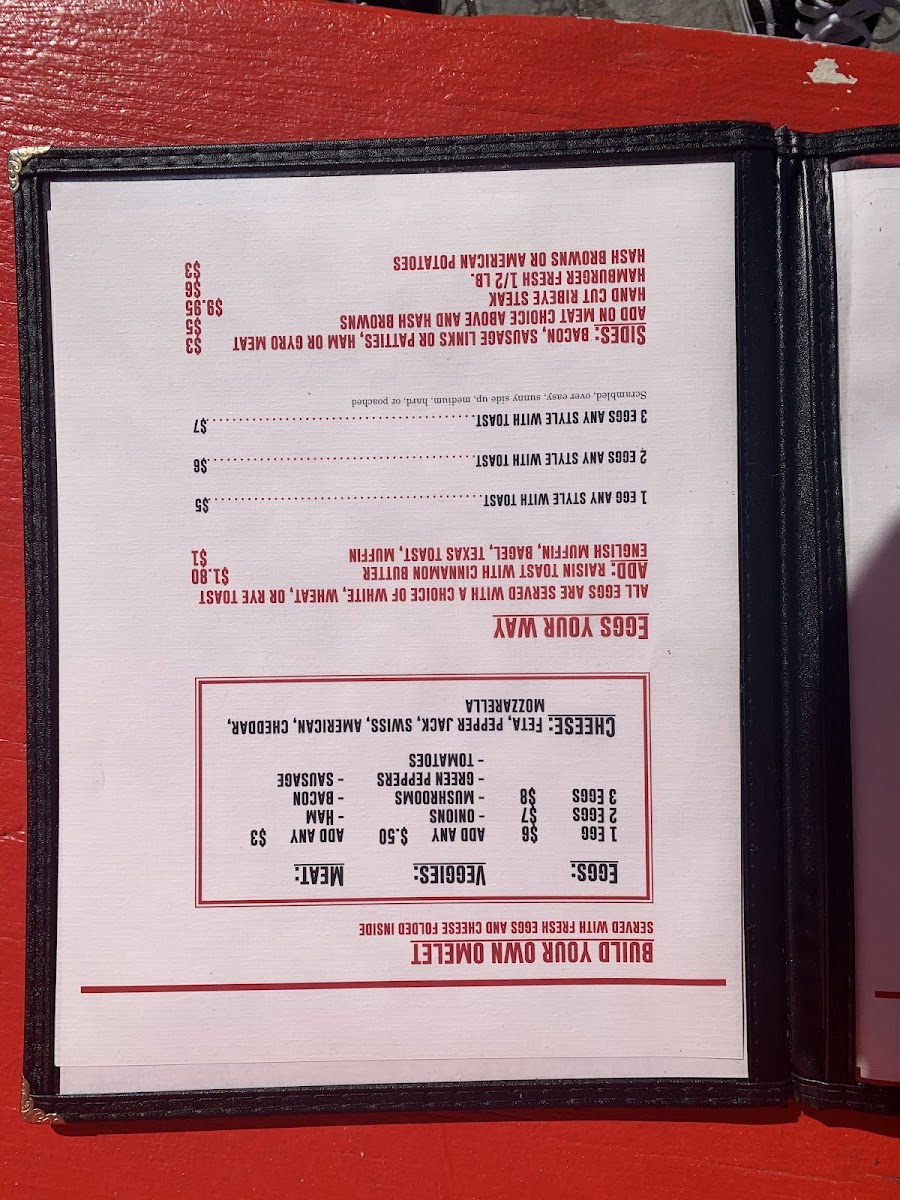 BUILD YOUR OWN OMELET
SERVED WITH FRESH EGGS AND CHEESE FOLDED INSIDE
EGGS: VEGGIES: MEAT:
1 EGG $6 ADD ANY $.50 ADD ANY $3
2 EGGS $7 - ONIONS - HAM
3 EGGS $8 - MUSHROOMS - BACON
- GREEN PEPPERS - SAUSAGE
- TOMATOES
CHEESE: FETA, PEPPER JACK, SWISS, AMERICAN, CHEDDAR,
MOZZARELLA
EGGS YOUR WAY
ALL EGGS ARE SERVED WITH A CHOICE OF WHITE, WHEAT, OR RYE TOAST
ADD: RAISIN TOAST WITH CINNAMON BUTTER $1.80
ENGLISH MUFFIN, BAGEL, TEXAS TOAST, MUFFIN $1
1 EGG ANY STYLE WITH TOAST........................................$5
2 EGGS ANY STYLE WITH TOAST.......................................$6
3 EGGS ANY STYLE WITH TOAST.......................................$7
Scrambled, over easy, sunny side up, medium, hard, or poached
SIDES: BACON, SAUSAGE LINKS OR PATTIES, HAM OR GYRO MEAT $3
ADD ON MEAT CHOICE ABOVE AND HASH BROWNS $5
HAND CUT RIBEYE STEAK $9.95
HAMBURGER FRESH 1/2 LB. $6
HASH BROWNS OR AMERICAN POTATOES $3